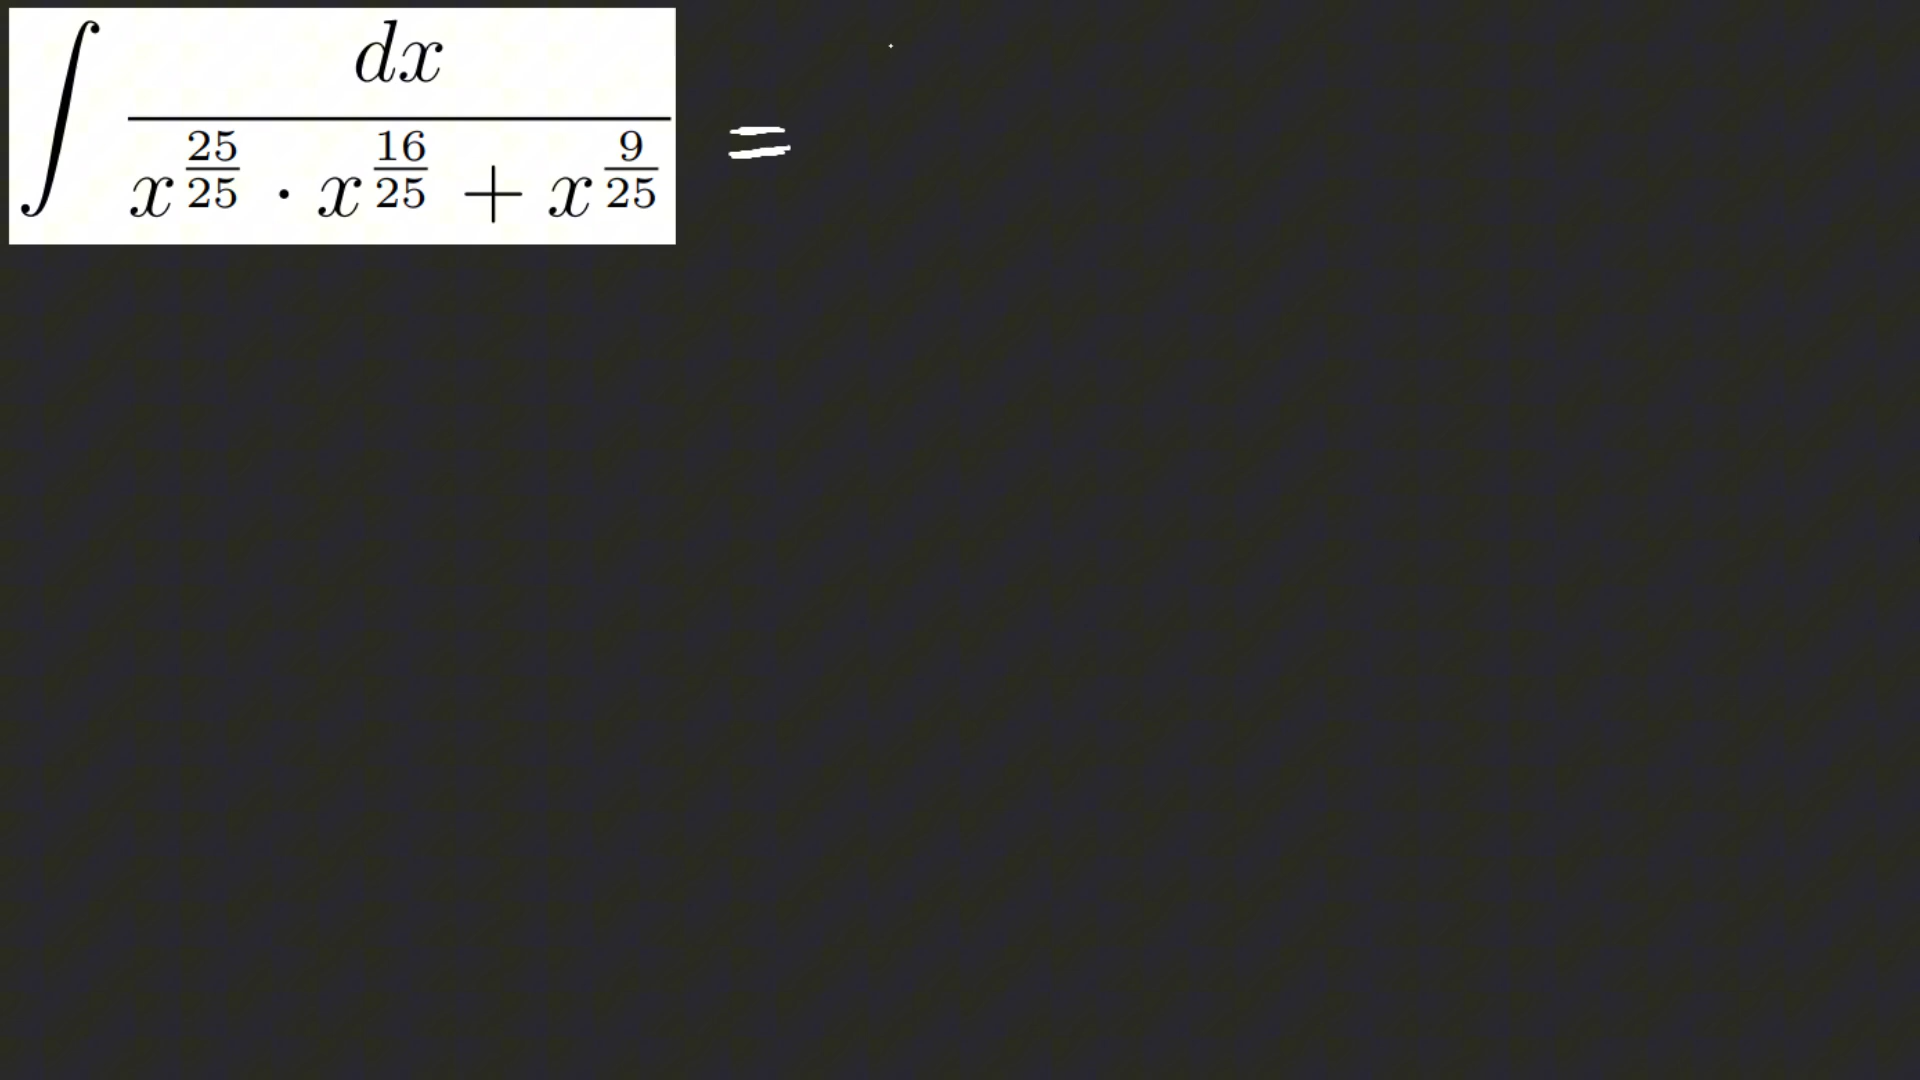 ∫ dx / (x^(25/25) · x^(16/25) + x^(9/25)) =